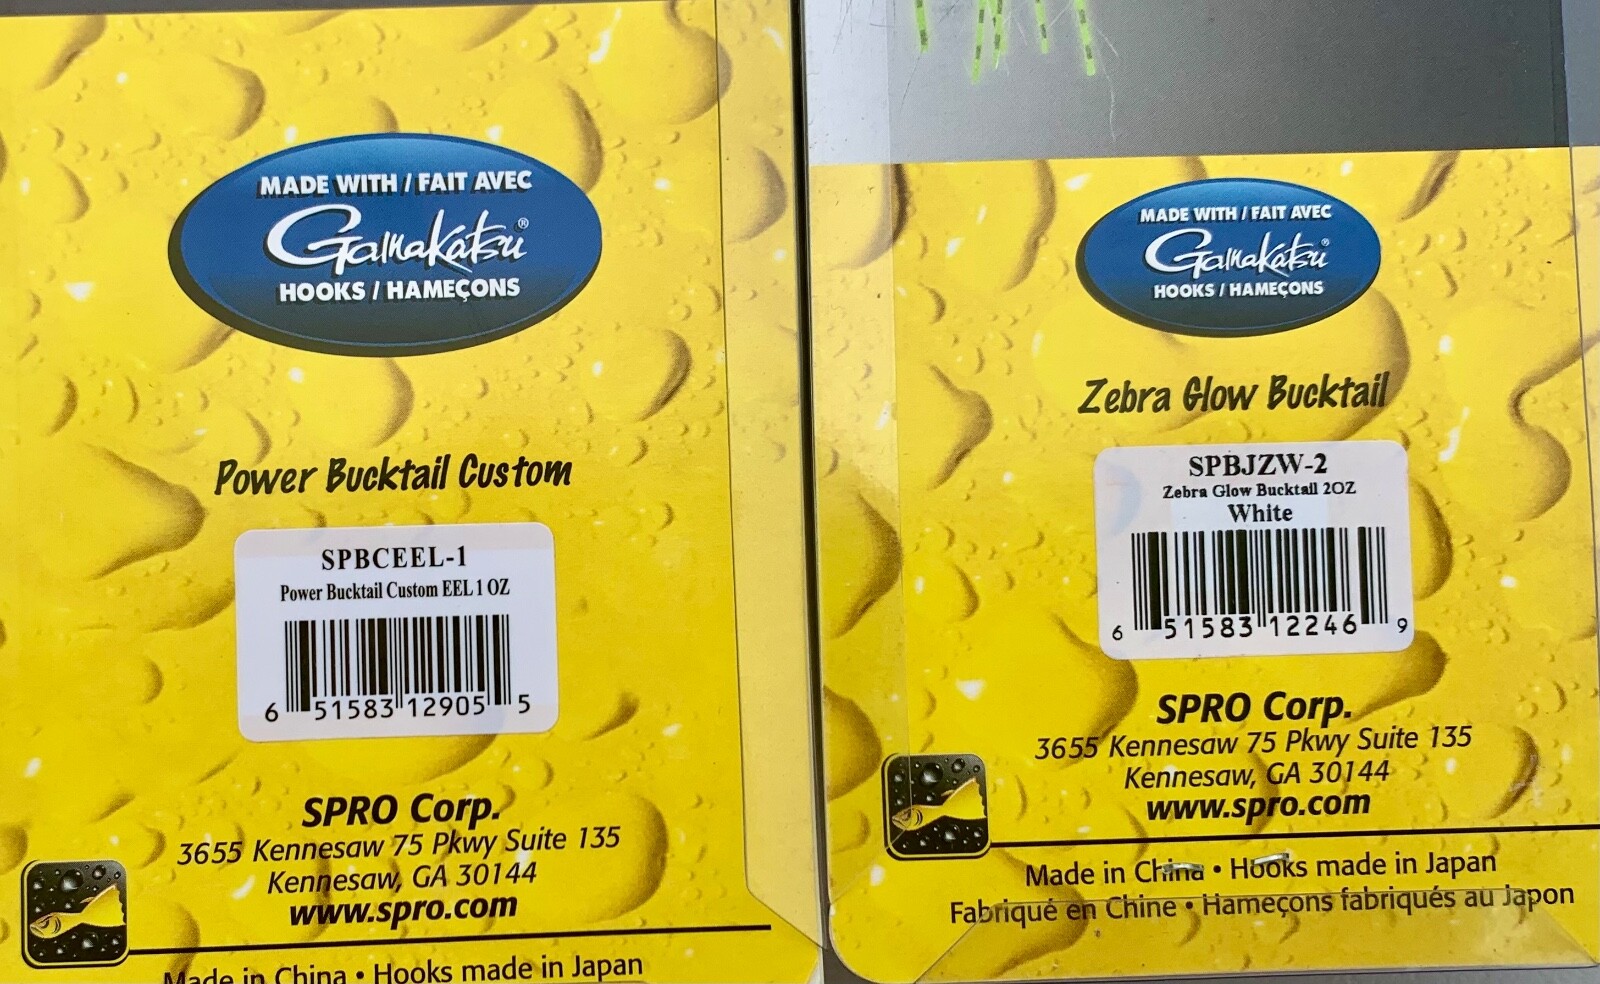 MADE WITH / FAIT AVEC
Gamakatsu®
HOOKS / HAMEÇONS
Power Bucktail Custom
SPBCEEL-1
Power Bucktail Custom EEL 1 OZ
6 51583 12905 5
SPRO Corp.
3655 Kennesaw 75 Pkwy Suite 135
Kennesaw, GA 30144
www.spro.com
Made in China • Hooks made in Japan
MADE WITH / FAIT AVEC
Gamakatsu®
HOOKS / HAMEÇONS
Zebra Glow Bucktail
SPBJZW-2
Zebra Glow Bucktail 2OZ
White
6 51583 12246 9
SPRO Corp.
3655 Kennesaw 75 Pkwy Suite 135
Kennesaw, GA 30144
www.spro.com
Made in China • Hooks made in Japan
Fabriqué en Chine • Hameçons fabriqués au Japon